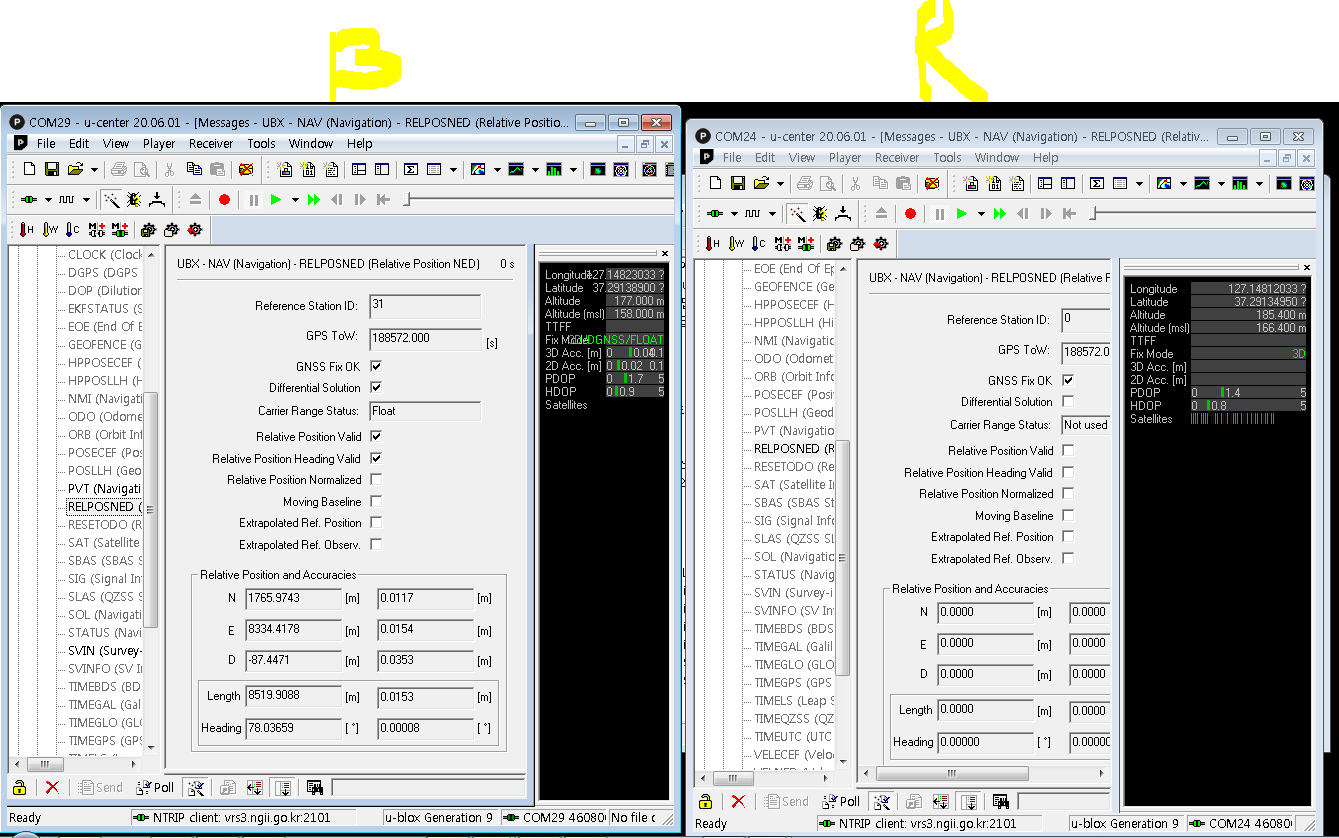 B
R
COM29 - u-center 20.06.01 - [Messages - UBX - NAV (Navigation) - RELPOSNED (Relative Positio...
File Edit View Player Receiver Tools Window Help
CLOCK (Clock
DGPS (DGPS
DOP (Dilution
EKFSTATUS (
EOE (End Of E
GEOFENCE (G
HPPOSECEF (
HPPOSLLH (H
NMI (Navigati
ODO (Odomet
ORB (Orbit Inf
POSECEF (Pos
POSLLH (Geo
PVT (Navigati
RELPOSNED (
RESETODO (R
SAT (Satellite
SBAS (SBAS S
SIG (Signal Inf
SLAS (QZSS S
SOL (Navigati
STATUS (Navi
SVIN (Survey-
SVINFO (SV I
TIMEBDS (BD
TIMEGAL (Gal
TIMEGLO (GL
TIMEGPS (GP
UBX - NAV (Navigation) - RELPOSNED (Relative Position NED) 0 s
Reference Station ID: 31
GPS ToW: 188572.000 [s]
GNSS Fix OK
Differential Solution
Carrier Range Status: Float
Relative Position Valid
Relative Position Heading Valid
Relative Position Normalized
Moving Baseline
Extrapolated Ref. Position
Extrapolated Ref. Observ.
Relative Position and Accuracies
N 1765.9743 [m] 0.0117 [m]
E 8334.4178 [m] 0.0154 [m]
D -87.4471 [m] 0.0353 [m]
Length 8519.9088 [m] 0.0153 [m]
Heading 78.03659 [°] 0.00008 [°]
Longitude 127.14823033 ?
Latitude 37.29138900 ?
Altitude 177.000 m
Altitude (msl) 158.000 m
TTFF
Fix Mode 3D/DGNSS/FLOAT
3D Acc. [m] 0 0.04 0.1
2D Acc. [m] 0 0.02 0.1
PDOP 0 1.7 5
HDOP 0 0.9 5
Satellites
Send Poll
Ready NTRIP client: vrs3.ngii.go.kr:2101 u-blox Generation 9 COM29 46080 No file
COM24 - u-center 20.06.01 - [Messages - UBX - NAV (Navigation) - RELPOSNED (Relativ...
File Edit View Player Receiver Tools Window Help
EOE (End Of Ep
GEOFENCE (Ge
HPPOSECEF (H
HPPOSLLH (Hi
NMI (Navigatio
ODO (Odomet
ORB (Orbit Inf
POSECEF (Posi
POSLLH (Geod
PVT (Navigatio
RELPOSNED (R
RESETODO (Re
SAT (Satellite In
SBAS (SBAS St
SIG (Signal Info
SLAS (QZSS SL
SOL (Navigation
STATUS (Navig
SVIN (Survey-i
SVINFO (SV Inf
TIMEBDS (BDS
TIMEGAL (Galil
TIMEGLO (GLO
TIMEGPS (GPS
TIMELS (Leap S
TIMEQZSS (QZ
TIMEUTC (UTC
VELECEF (Velo
UBX - NAV (Navigation) - RELPOSNED (Relative F
Reference Station ID: 0
GPS ToW: 188572.0
GNSS Fix OK
Differential Solution
Carrier Range Status: Not used
Relative Position Valid
Relative Position Heading Valid
Relative Position Normalized
Moving Baseline
Extrapolated Ref. Position
Extrapolated Ref. Observ.
Relative Position and Accuracies
N 0.0000 [m] 0.0000
E 0.0000 [m] 0.0000
D 0.0000 [m] 0.0000
Length 0.0000 [m] 0.0000
Heading 0.00000 [°] 0.0000
Longitude 127.14812033 ?
Latitude 37.29134950 ?
Altitude 185.400 m
Altitude (msl) 166.400 m
TTFF
Fix Mode 3D
3D Acc. [m]
2D Acc. [m]
PDOP 0 1.4 5
HDOP 0 0.8 5
Satellites
Send Poll
Ready NTRIP client: vrs3.ngii.go.kr:2101 u-blox Generation 9 COM24 46080